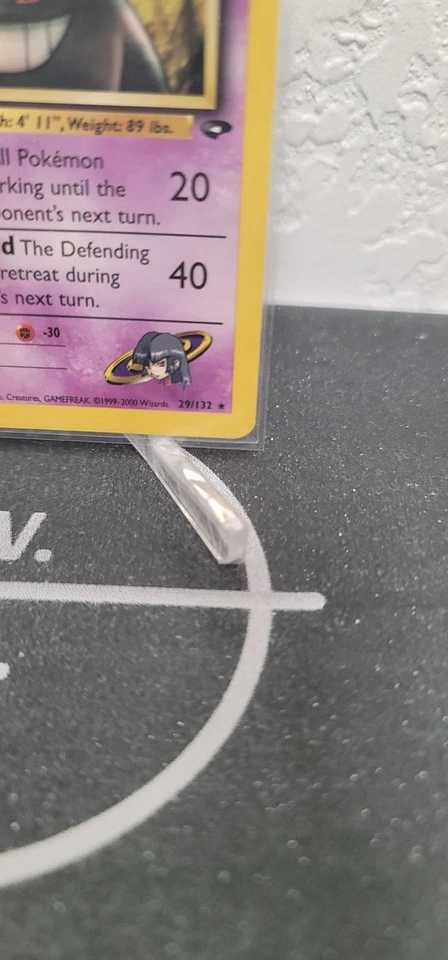 h: 4' 11", Weight: 89 lbs.
ll Pokémon
rking until the 20
onent's next turn.
d The Defending
retreat during 40
s next turn.
-30
s, Creatures, GAMEFREAK. ©1999-2000 Wizards. 29/132 ★